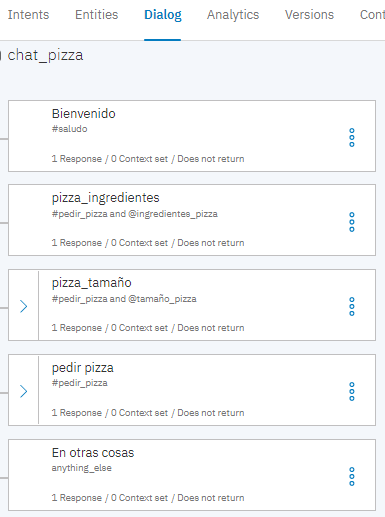 Intents Entities Dialog Analytics Versions Cont
chat_pizza
Bienvenido
#saludo
1 Response / 0 Context set / Does not return
pizza_ingredientes
#pedir_pizza and @ingredientes_pizza
1 Response / 0 Context set / Does not return
pizza_tamaño
#pedir_pizza and @tamaño_pizza
1 Response / 0 Context set / Does not return
pedir pizza
#pedir_pizza
1 Response / 0 Context set / Does not return
En otras cosas
anything_else
1 Response / 0 Context set / Does not return